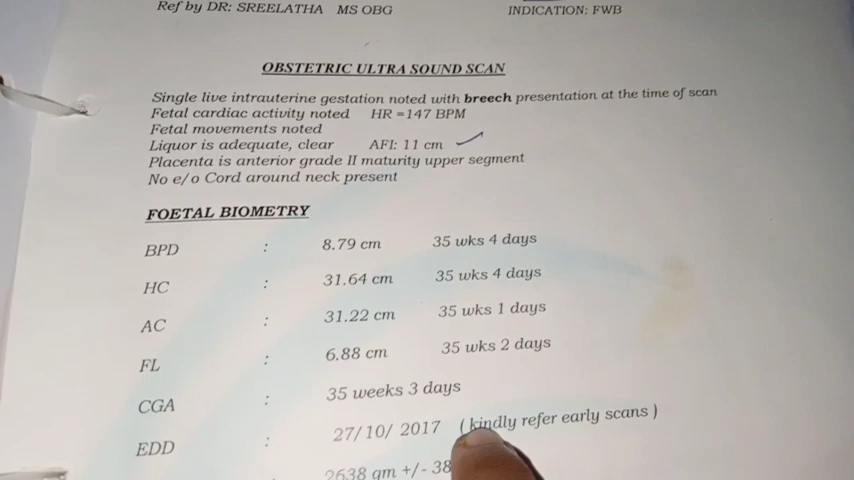 Ref by DR: SREELATHA MS OBG INDICATION: FWB
OBSTETRIC ULTRA SOUND SCAN
Single live intrauterine gestation noted with breech presentation at the time of scan
Fetal cardiac activity noted HR =147 BPM
Fetal movements noted
Liquor is adequate, clear AFI: 11 cm
Placenta is anterior grade II maturity upper segment
No e/o Cord around neck present
FOETAL BIOMETRY
BPD : 8.79 cm 35 wks 4 days
HC : 31.64 cm 35 wks 4 days
AC : 31.22 cm 35 wks 1 days
FL : 6.88 cm 35 wks 2 days
CGA : 35 weeks 3 days
EDD : 27/10/ 2017 ( kindly refer early scans )
: 2638 gm +/- 38